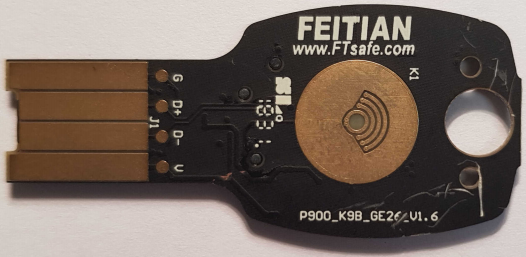 FEITIAN
www.FTsafe.com
K1
G
D+
J1
D-
V
P900_K9B_GE26_V1.6